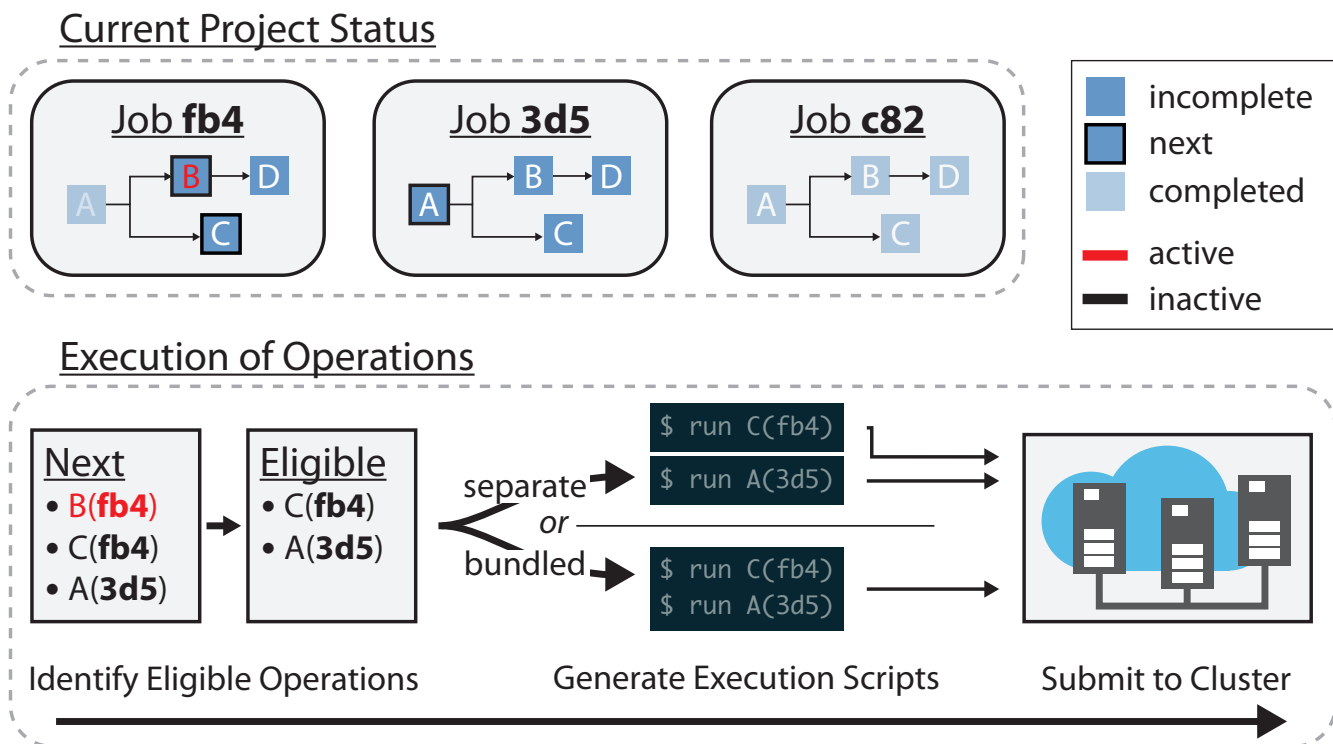 Current Project Status
Job fb4
A
B
D
C
Job 3d5
A
B
D
C
Job c82
A
B
D
C
incomplete
next
completed
active
inactive
Execution of Operations
Next
• B(fb4)
• C(fb4)
• A(3d5)
Eligible
• C(fb4)
• A(3d5)
separate
or
bundled
$ run C(fb4)
$ run A(3d5)
$ run C(fb4)
$ run A(3d5)
Identify Eligible Operations
Generate Execution Scripts
Submit to Cluster